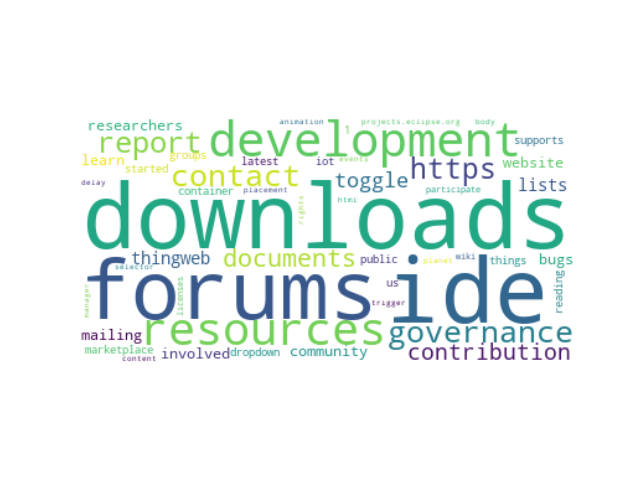 researchers animation projects.eclipse.org body
report development supports
learn groups latest iot events https website
started contact toggle lists
delay container placement html participate
downloads
rights
thingweb documents public planet wiki things bugs
selector
forums ide
us
trigger
manager licenses reading
resources governance
mailing
marketplace involved dropdown community contribution
content
1